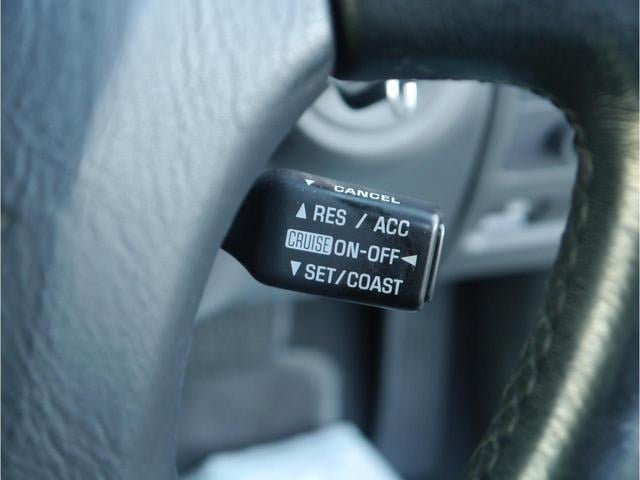 ▼ CANCEL
▲ RES / ACC
CRUISE ON-OFF ◀
▼ SET/COAST